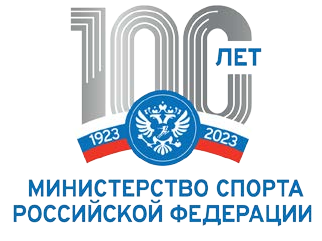 100 ЛЕТ
1923 2023
МИНИСТЕРСТВО СПОРТА
РОССИЙСКОЙ ФЕДЕРАЦИИ